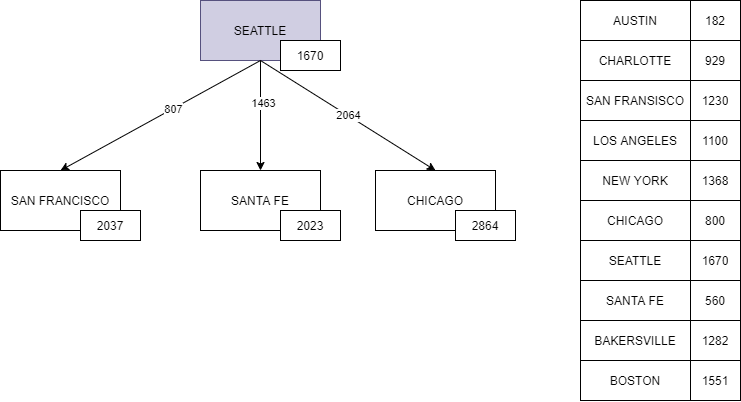 SEATTLE
1670
807
1463
2064
SAN FRANCISCO
2037
SANTA FE
2023
CHICAGO
2864
AUSTIN 182
CHARLOTTE 929
SAN FRANSISCO 1230
LOS ANGELES 1100
NEW YORK 1368
CHICAGO 800
SEATTLE 1670
SANTA FE 560
BAKERSVILLE 1282
BOSTON 1551